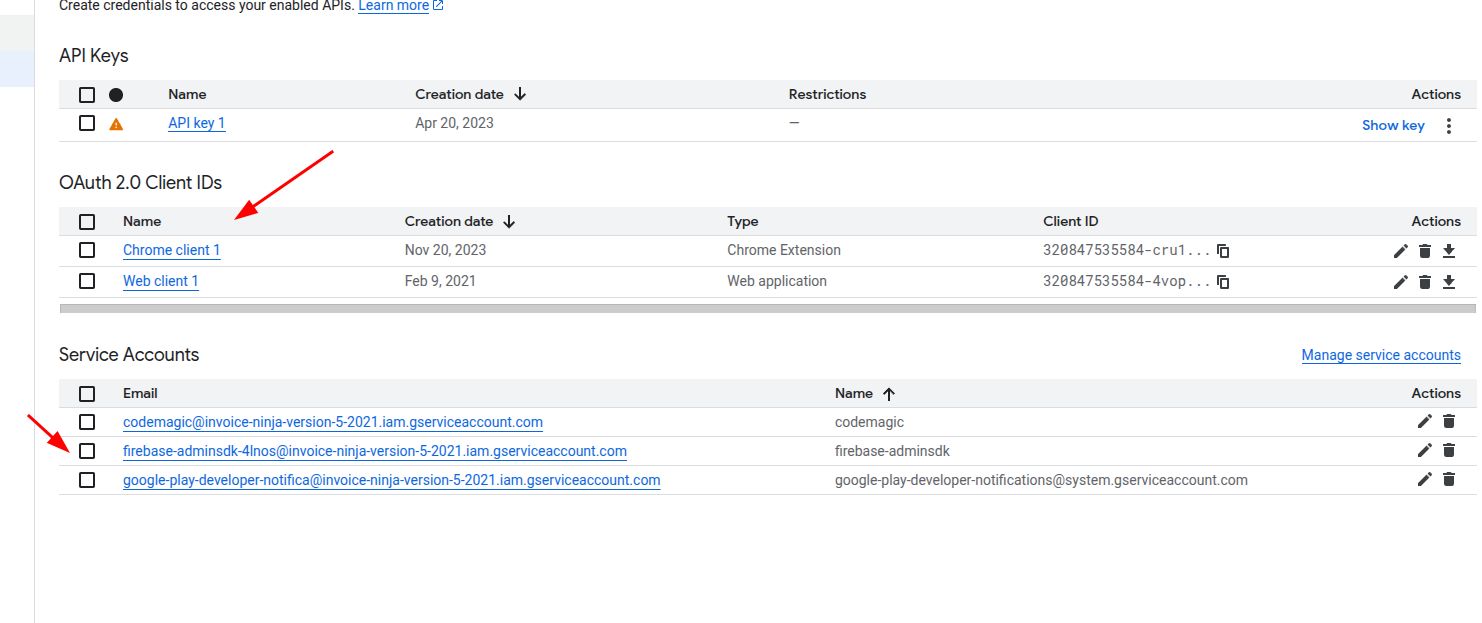 Create credentials to access your enabled APIs. Learn more
API Keys
Name Creation date Restrictions Actions
API key 1 Apr 20, 2023 — Show key
OAuth 2.0 Client IDs
Name Creation date Type Client ID Actions
Chrome client 1 Nov 20, 2023 Chrome Extension 320847535584-cru1...
Web client 1 Feb 9, 2021 Web application 320847535584-4vop...
Service Accounts Manage service accounts
Email Name Actions
codemagic@invoice-ninja-version-5-2021.iam.gserviceaccount.com codemagic
firebase-adminsdk-4lnos@invoice-ninja-version-5-2021.iam.gserviceaccount.com firebase-adminsdk
google-play-developer-notifica@invoice-ninja-version-5-2021.iam.gserviceaccount.com google-play-developer-notifications@system.gserviceaccount.com